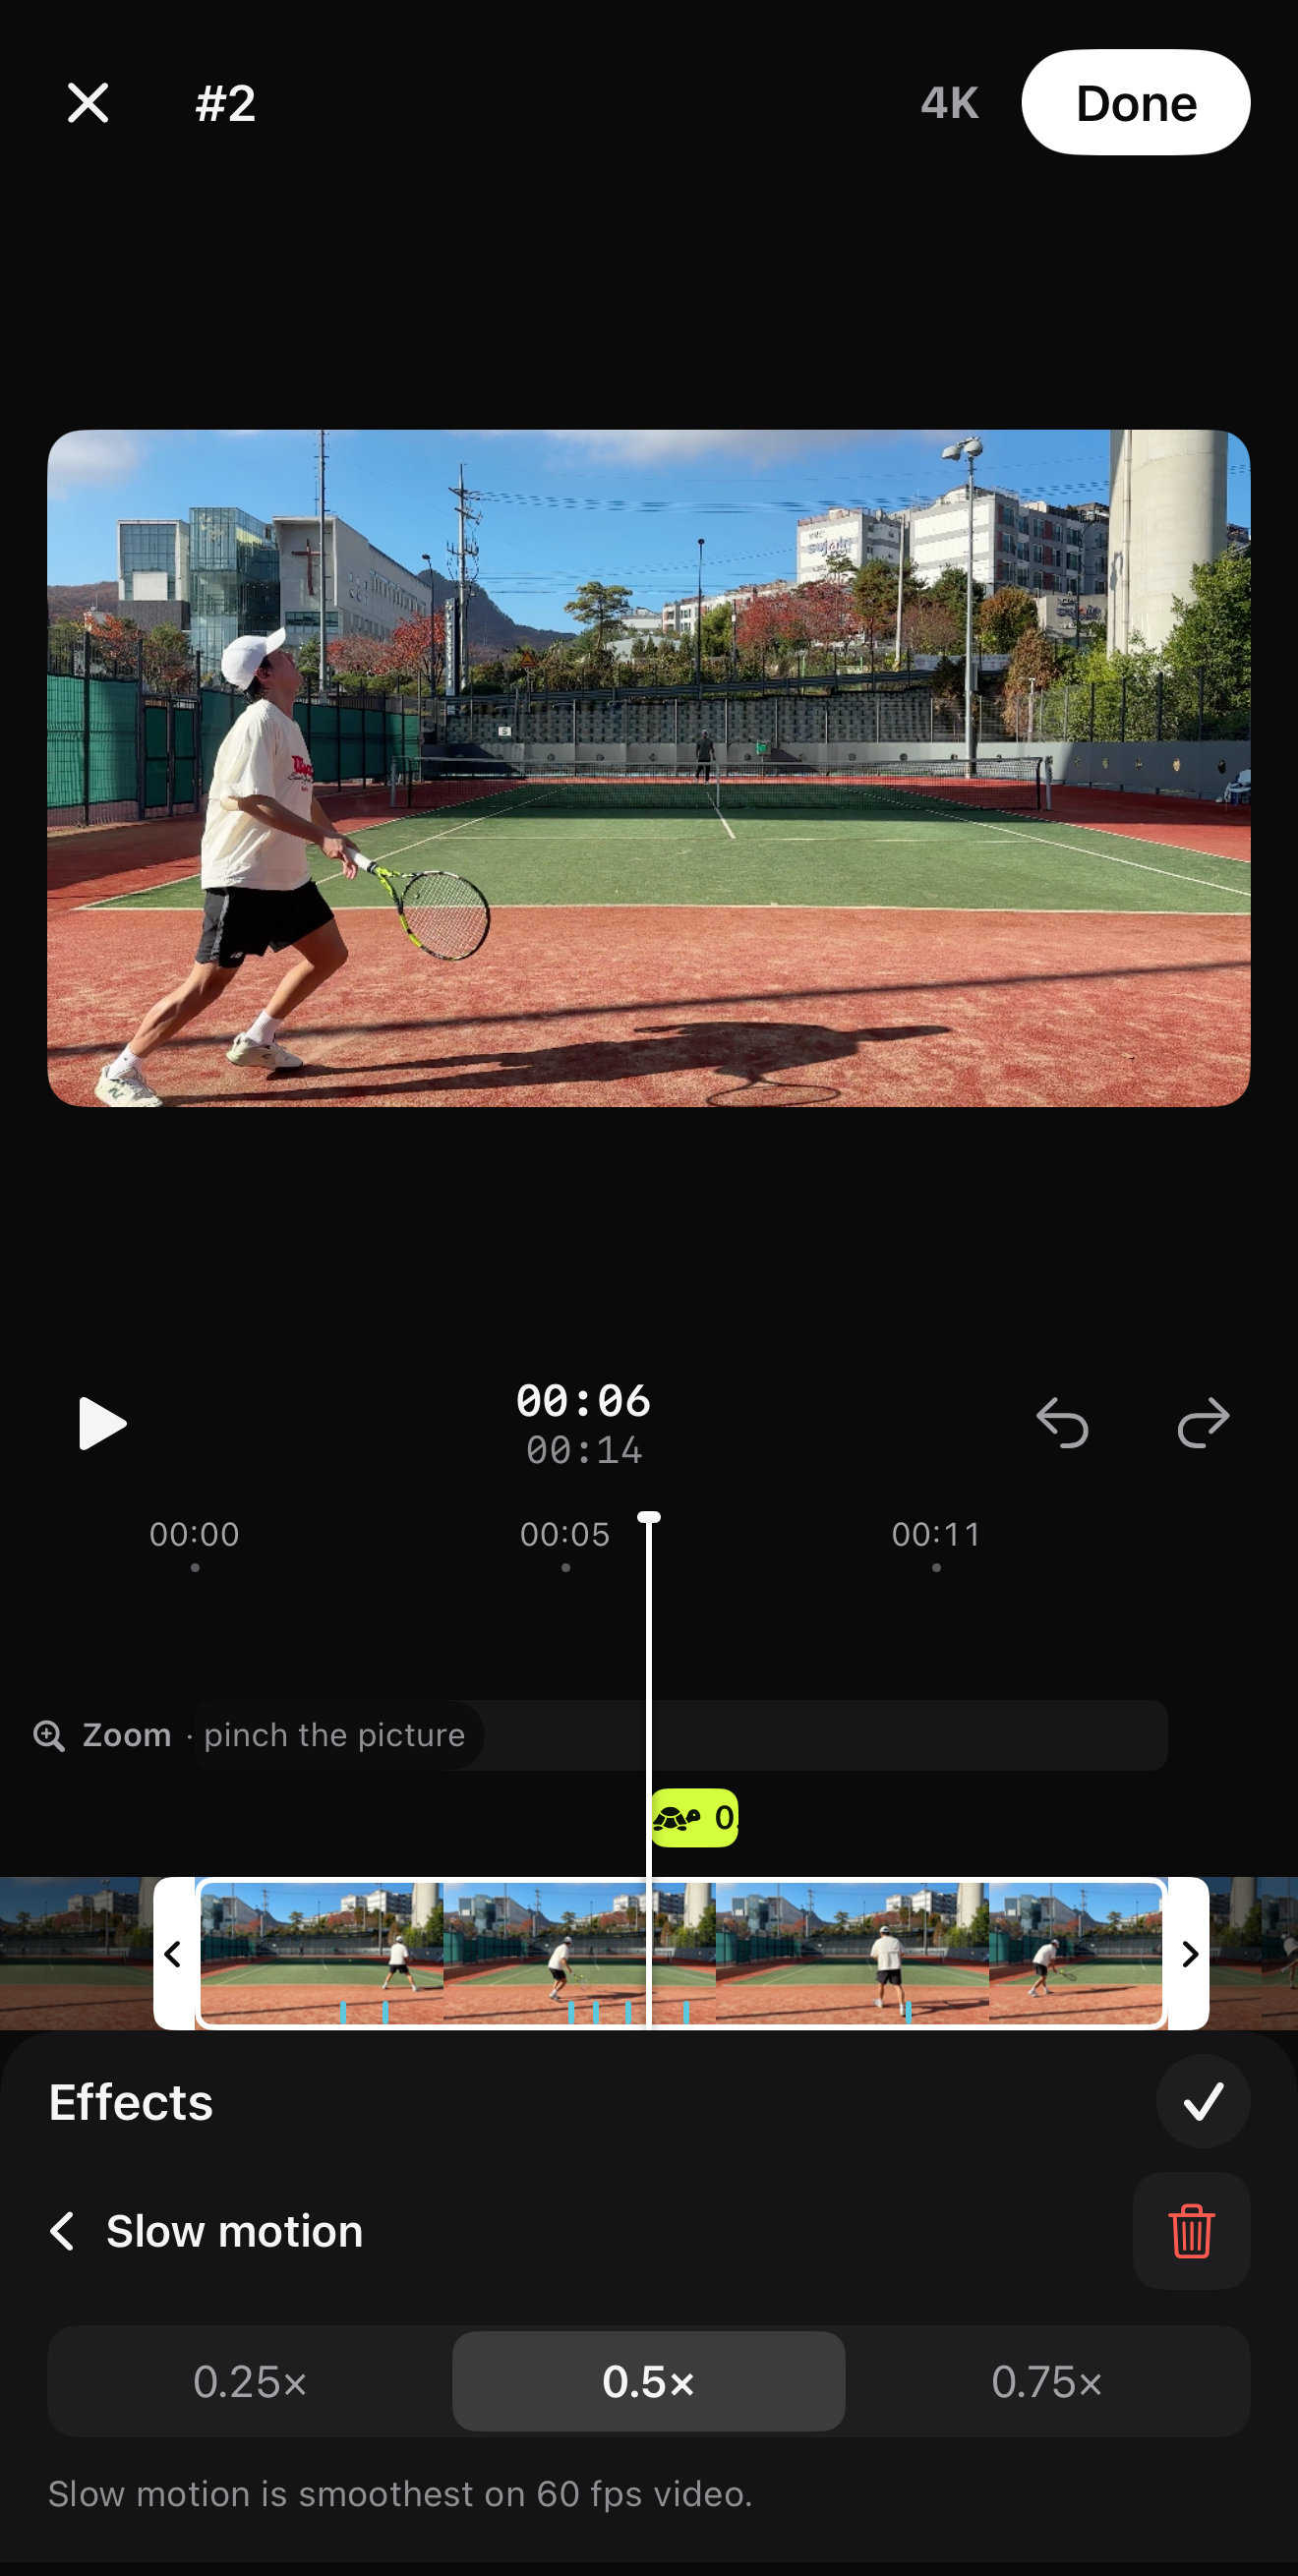 #2
4K
Done
sujain
00:06
00:14
00:00
00:05
00:11
Zoom · pinch the picture
0.
Effects
Slow motion
0.25×
0.5×
0.75×
Slow motion is smoothest on 60 fps video.